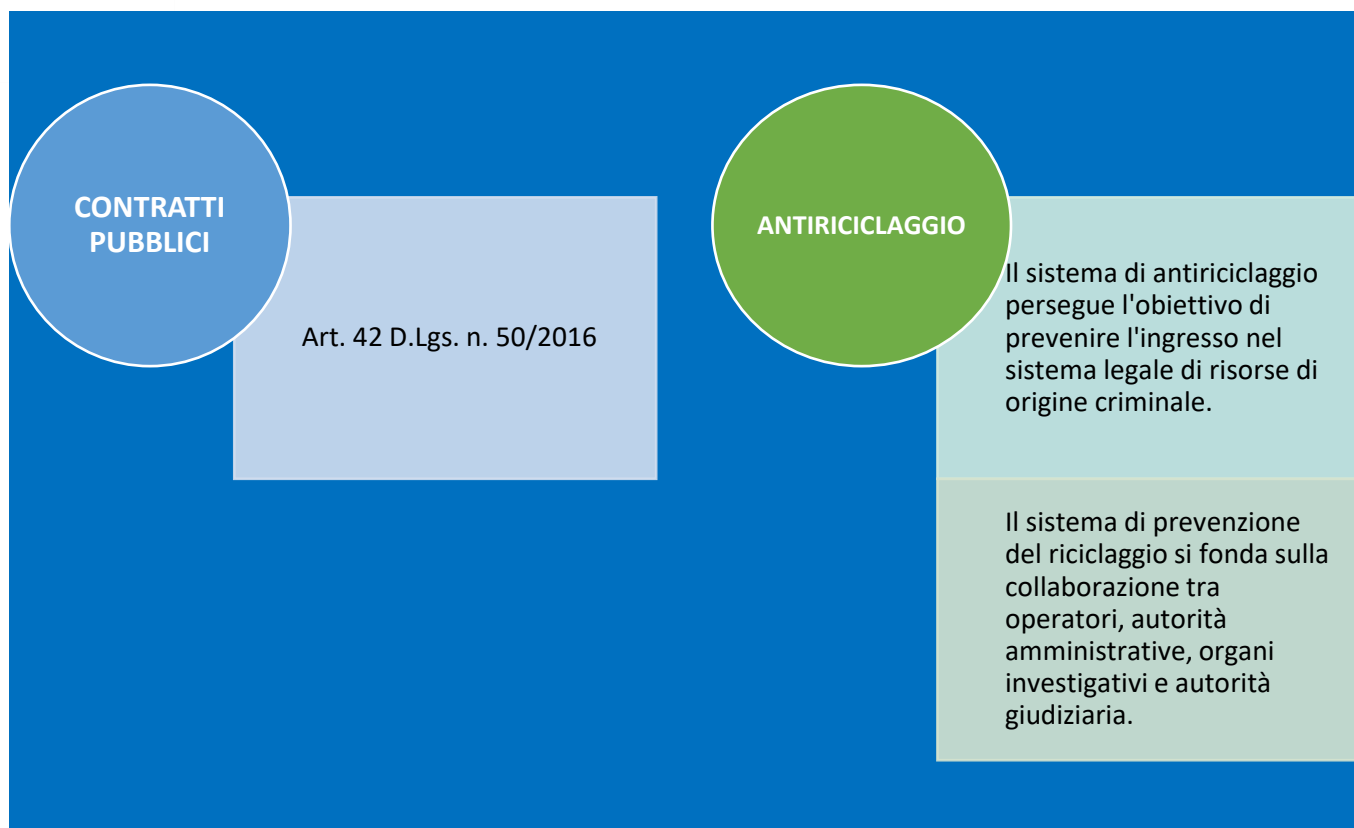 CONTRATTI
PUBBLICI
Art. 42 D.Lgs. n. 50/2016
ANTIRICICLAGGIO
Il sistema di antiriciclaggio
persegue l'obiettivo di
prevenire l'ingresso nel
sistema legale di risorse di
origine criminale.
Il sistema di prevenzione
del riciclaggio si fonda sulla
collaborazione tra
operatori, autorità
amministrative, organi
investigativi e autorità
giudiziaria.